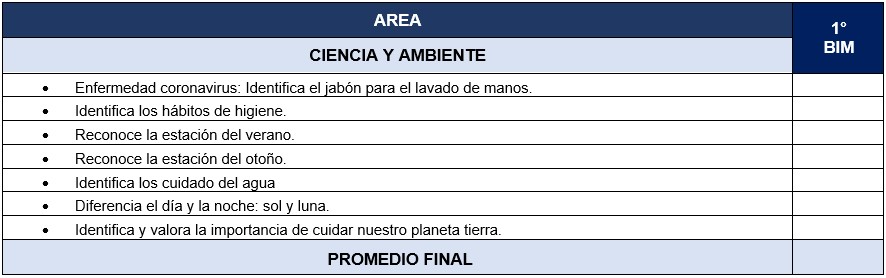 AREA
1°
BIM
CIENCIA Y AMBIENTE
• Enfermedad coronavirus: Identifica el jabón para el lavado de manos.
• Identifica los hábitos de higiene.
• Reconoce la estación del verano.
• Reconoce la estación del otoño.
• Identifica los cuidado del agua
• Diferencia el día y la noche: sol y luna.
• Identifica y valora la importancia de cuidar nuestro planeta tierra.
PROMEDIO FINAL